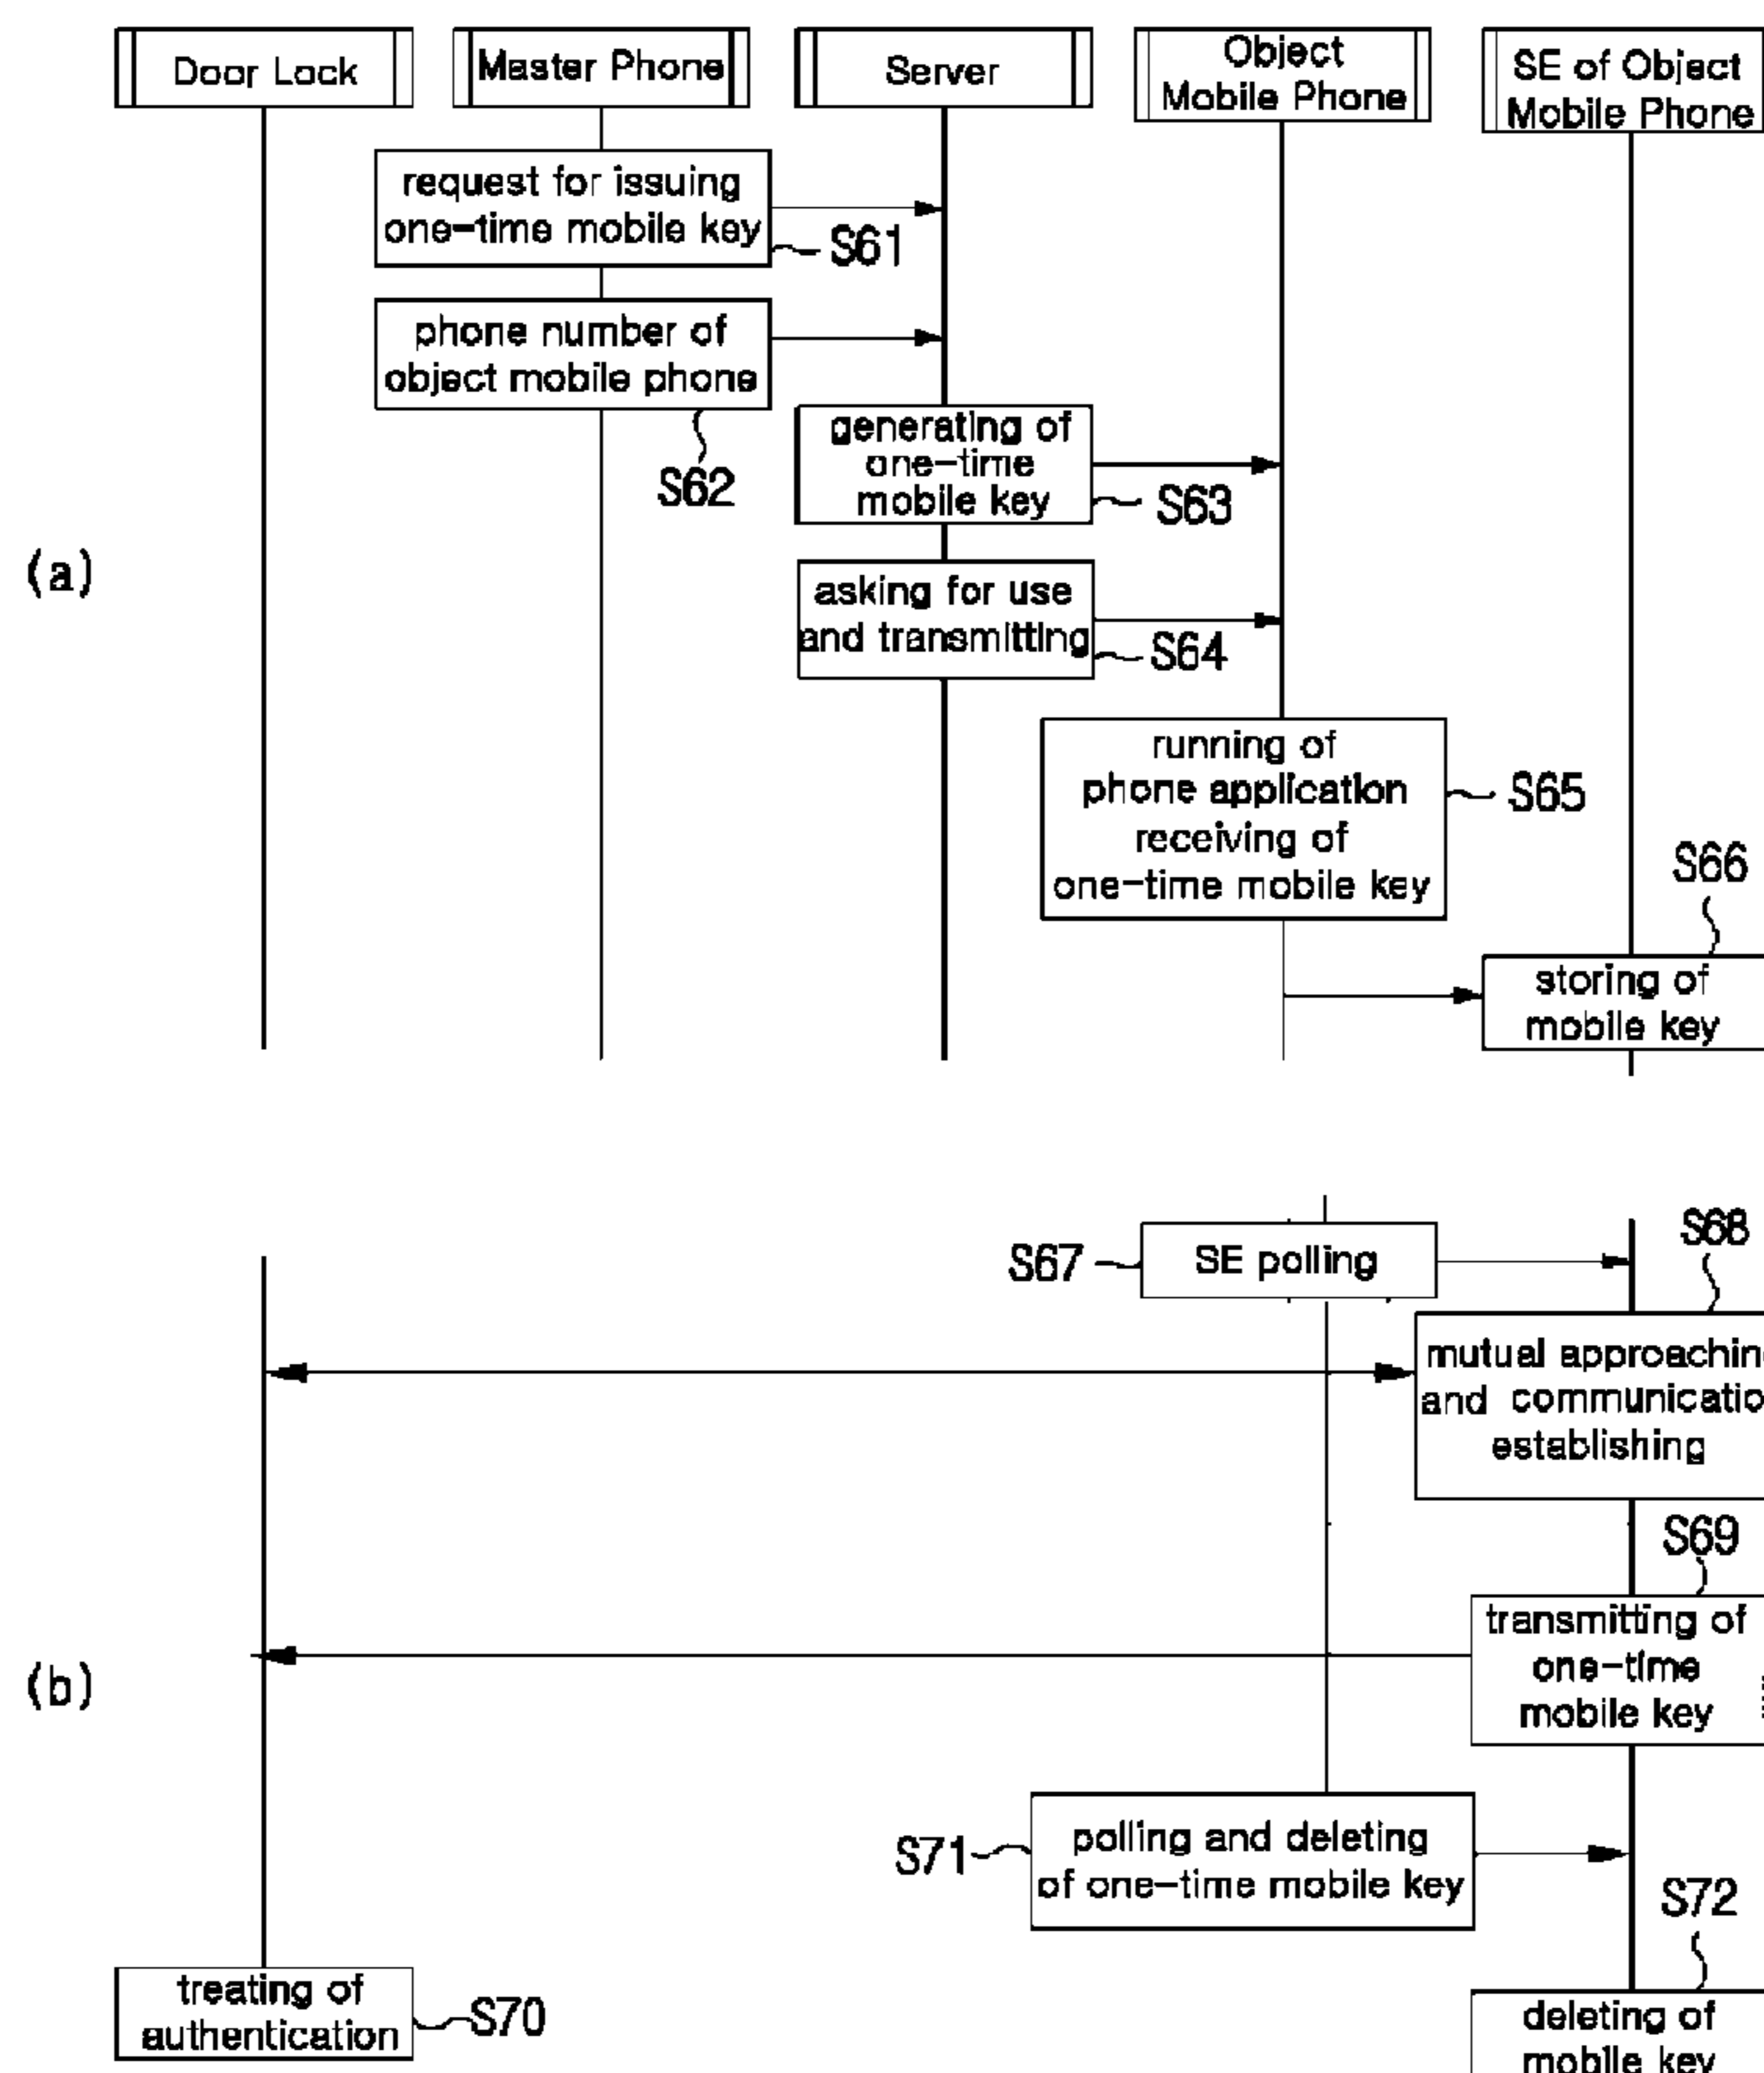 Door Lock
Master Phone
Server
Object
Mobile Phone
SE of Object
Mobile Phone
request for issuing
one-time mobile key
S61
phone number of
object mobile phone
S62
generating of
one-time
mobile key
S63
(a)
asking for use
and transmitting
S64
running of
phone application
receiving of
one-time mobile key
S65
S66
storing of
mobile key
S67
SE polling
S68
mutual approaching
and communicatio
establishing
S69
transmitting of
one-time
mobile key
(b)
S71
polling and deleting
of one-time mobile key
S72
treating of
authentication
S70
deleting of
mobile key